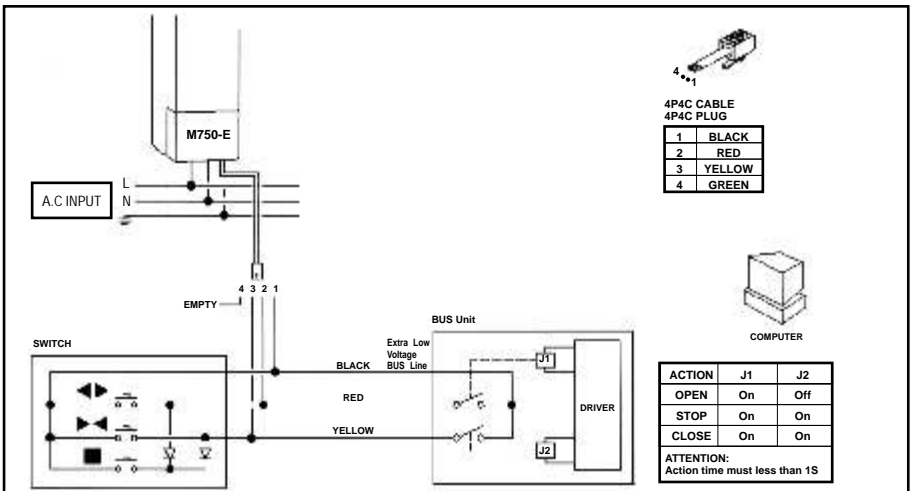 M750-E
A.C INPUT
L
N
4 3 2 1
EMPTY
SWITCH
BLACK
RED
YELLOW
Extra Low
Voltage
BUS Line
BUS Unit
J1
DRIVER
J2
4
1
4P4C CABLE
4P4C PLUG
1 BLACK
2 RED
3 YELLOW
4 GREEN
COMPUTER
ACTION J1 J2
OPEN On Off
STOP On On
CLOSE On On
ATTENTION:
Action time must less than 1S